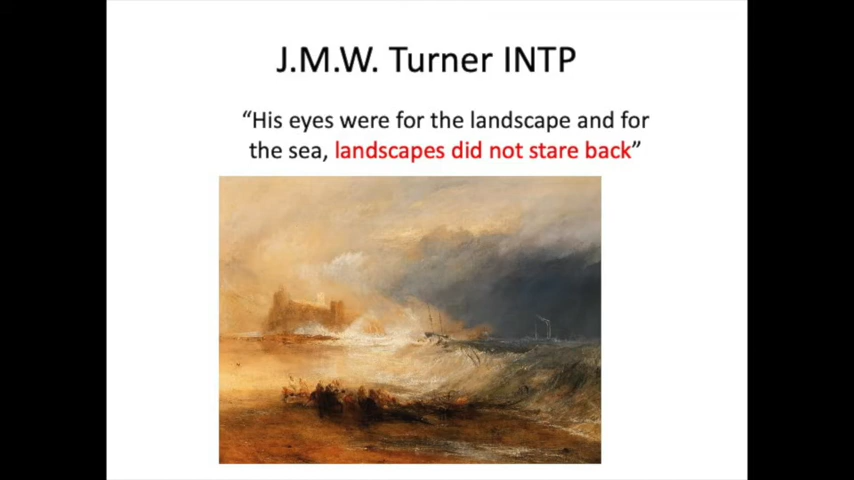 J.M.W. Turner INTP
“His eyes were for the landscape and for
the sea, landscapes did not stare back”